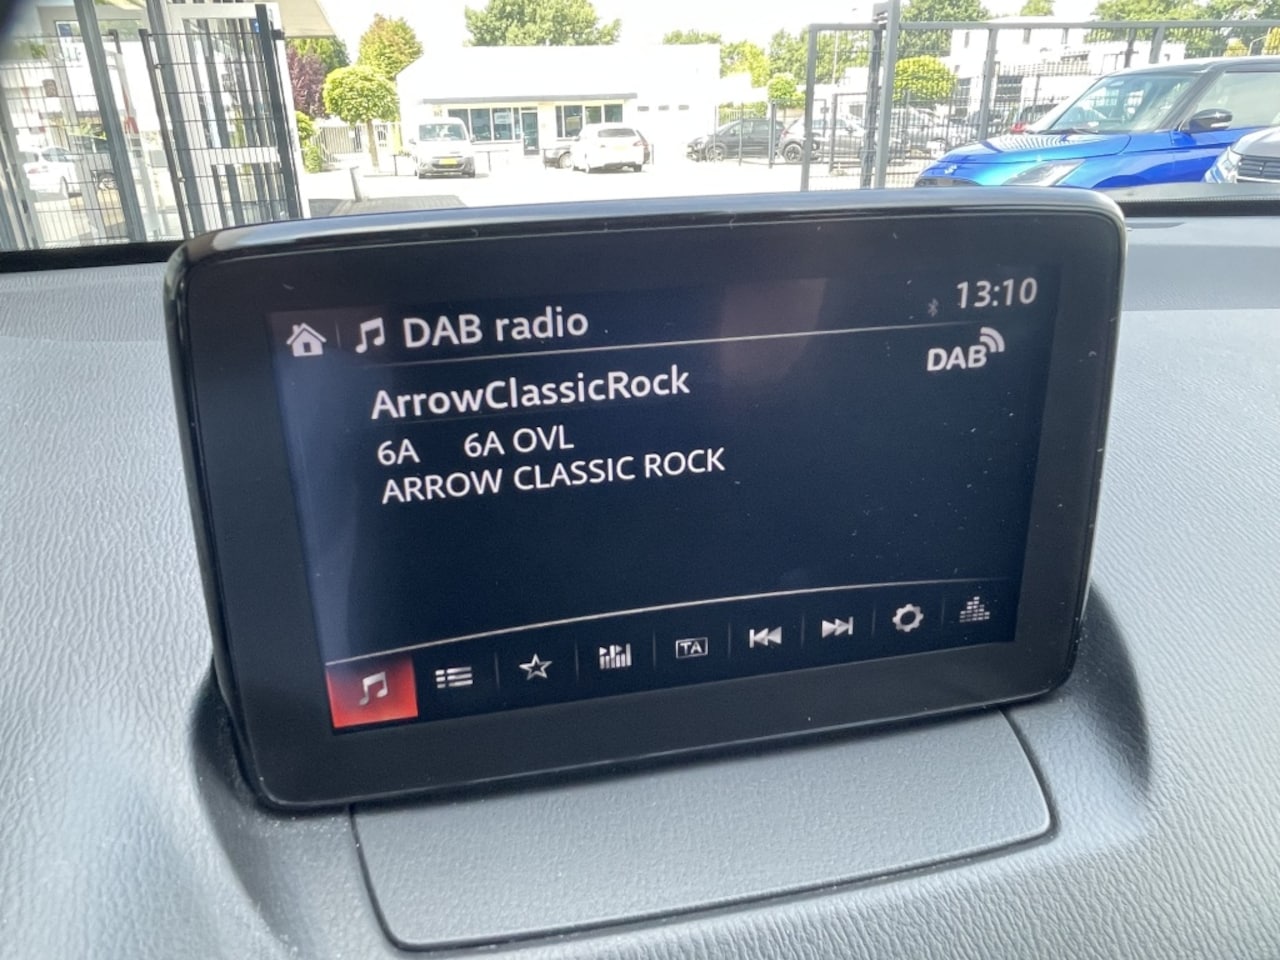 DAB radio
13:10
DAB
ArrowClassicRock
6A 6A OVL
ARROW CLASSIC ROCK
TA